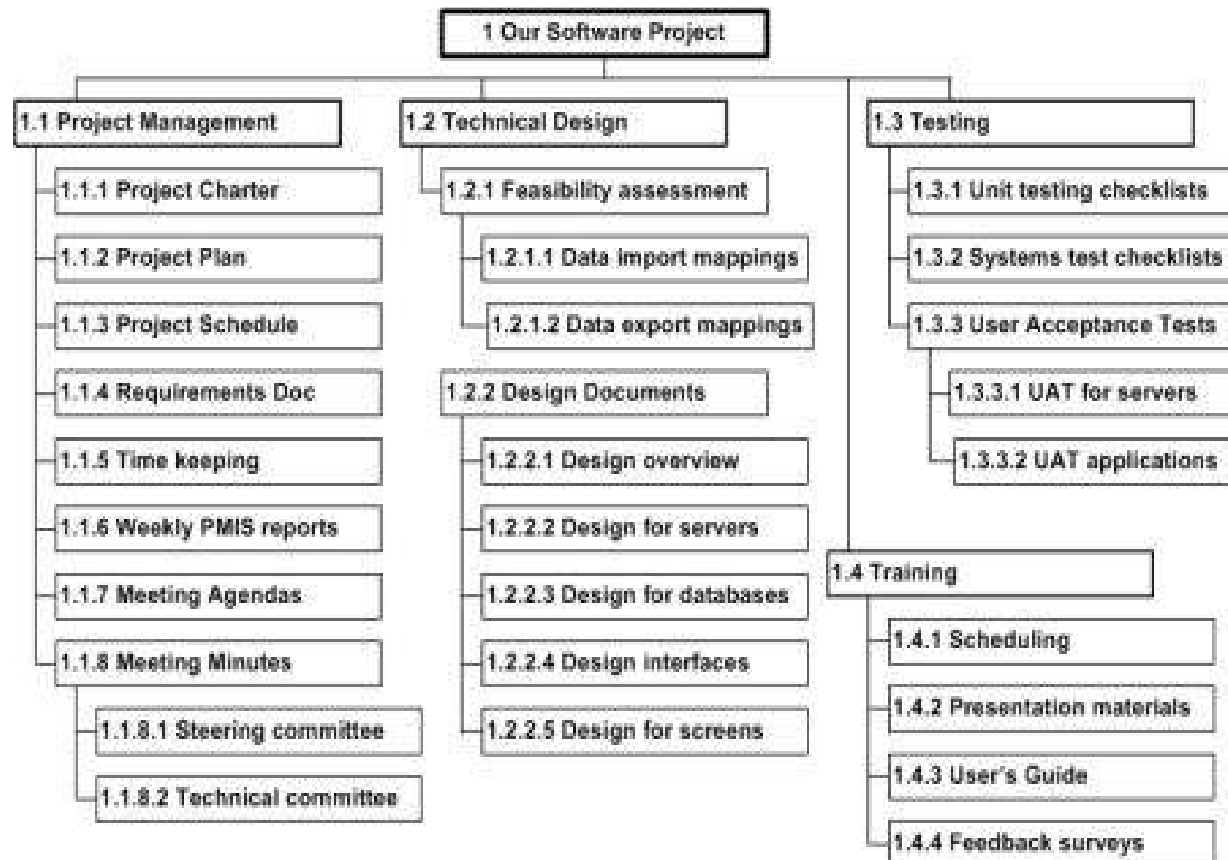 1 Our Software Project
1.1 Project Management
1.1.1 Project Charter
1.1.2 Project Plan
1.1.3 Project Schedule
1.1.4 Requirements Doc
1.1.5 Time keeping
1.1.6 Weekly PMIS reports
1.1.7 Meeting Agendas
1.1.8 Meeting Minutes
1.1.8.1 Steering committee
1.1.8.2 Technical committee
1.2 Technical Design
1.2.1 Feasibility assessment
1.2.1.1 Data import mappings
1.2.1.2 Data export mappings
1.2.2 Design Documents
1.2.2.1 Design overview
1.2.2.2 Design for servers
1.2.2.3 Design for databases
1.2.2.4 Design interfaces
1.2.2.5 Design for screens
1.3 Testing
1.3.1 Unit testing checklists
1.3.2 Systems test checklists
1.3.3 User Acceptance Tests
1.3.3.1 UAT for servers
1.3.3.2 UAT applications
1.4 Training
1.4.1 Scheduling
1.4.2 Presentation materials
1.4.3 User's Guide
1.4.4 Feedback surveys